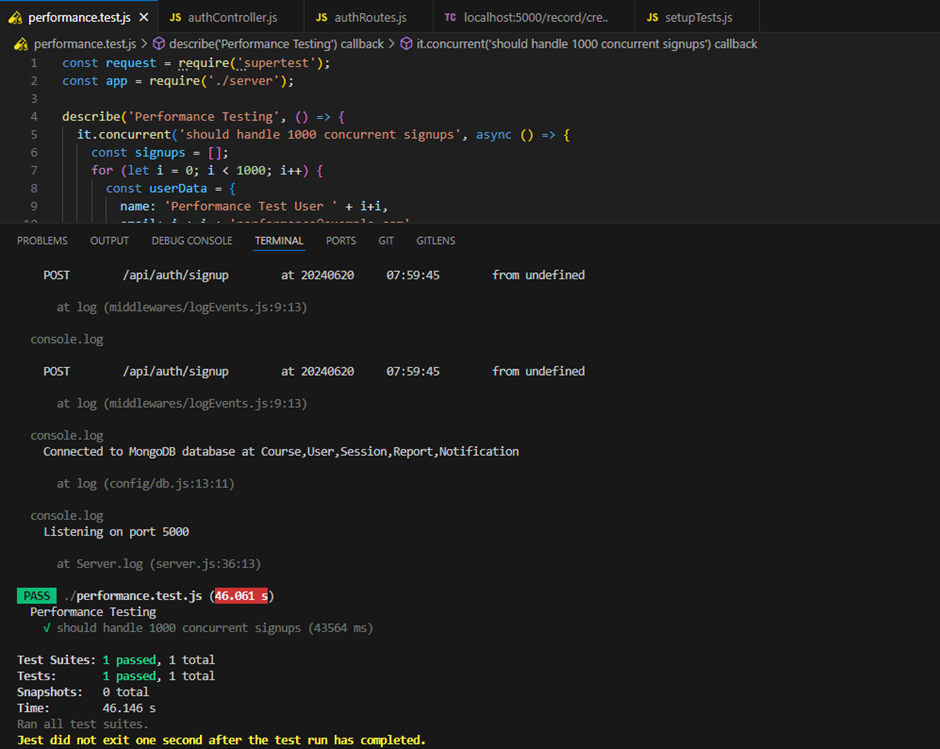 performance.test.js
JS authController.js
JS authRoutes.js
TC localhost:5000/record/cre..
JS setupTests.js
performance.test.js > describe('Performance Testing') callback > it.concurrent('should handle 1000 concurrent signups') callback
1 const request = require('supertest');
2 const app = require('./server');
3
4 describe('Performance Testing', () => {
5 it.concurrent('should handle 1000 concurrent signups', async () => {
6 const signups = [];
7 for (let i = 0; i < 1000; i++) {
8 const userData = {
9 name: 'Performance Test User ' + i+i,
PROBLEMS OUTPUT DEBUG CONSOLE TERMINAL PORTS GIT GITLENS
POST /api/auth/signup at 20240620 07:59:45 from undefined
at log (middlewares/logEvents.js:9:13)
console.log
POST /api/auth/signup at 20240620 07:59:45 from undefined
at log (middlewares/logEvents.js:9:13)
console.log
Connected to MongoDB database at Course,User,Session,Report,Notification
at log (config/db.js:13:11)
console.log
Listening on port 5000
at Server.log (server.js:36:13)
PASS ./performance.test.js (46.061 s)
Performance Testing
√ should handle 1000 concurrent signups (43564 ms)
Test Suites: 1 passed, 1 total
Tests: 1 passed, 1 total
Snapshots: 0 total
Time: 46.146 s
Ran all test suites.
Jest did not exit one second after the test run has completed.